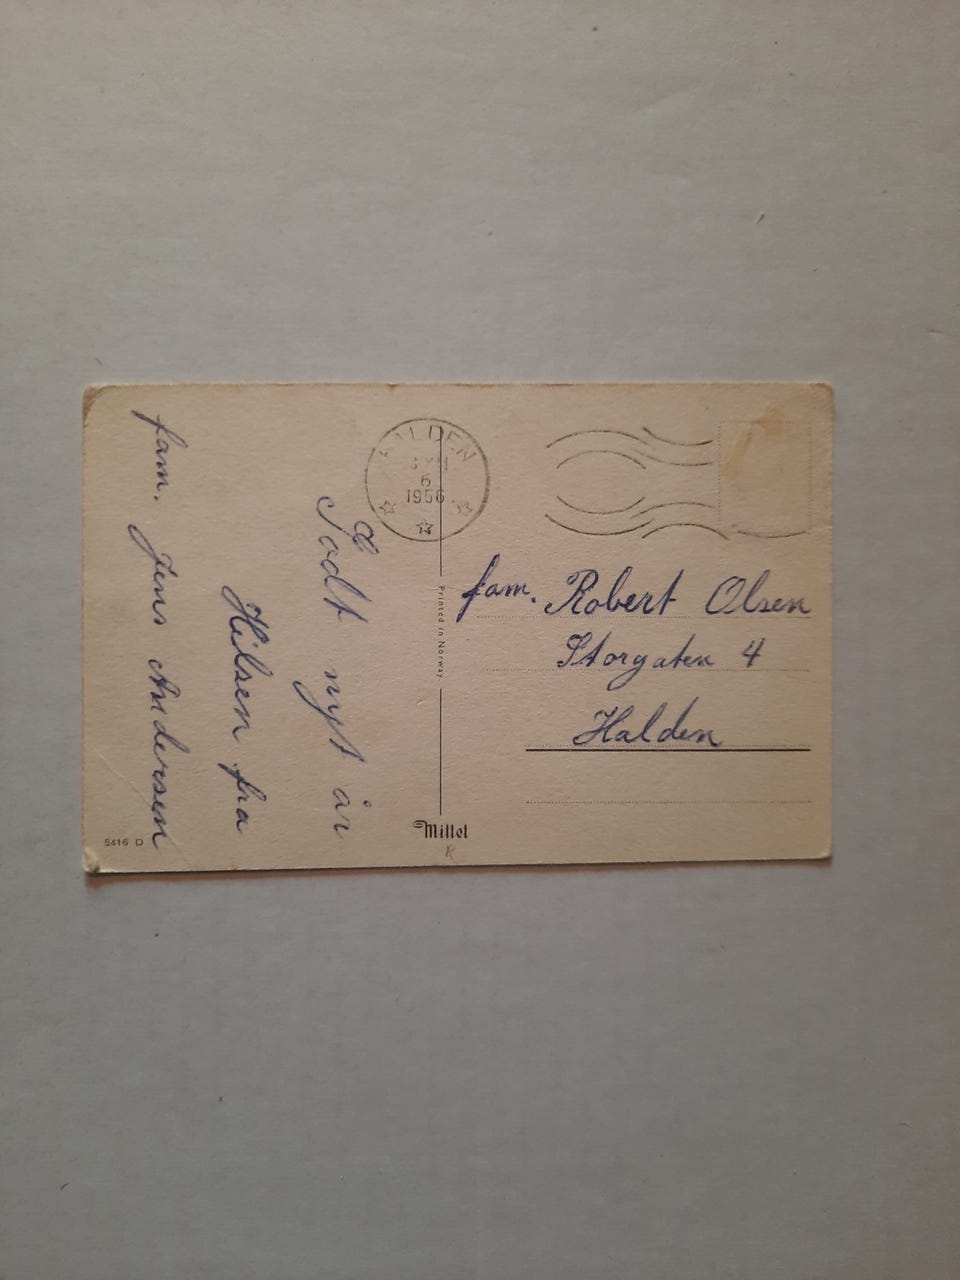 Godt nytt år
Hilsen fra
fam. Jens Andersen
HALDEN
6
1956
fam. Robert Olsen
Storgaten 4
Halden
Printed in Norway
Mittet
R
5416 D